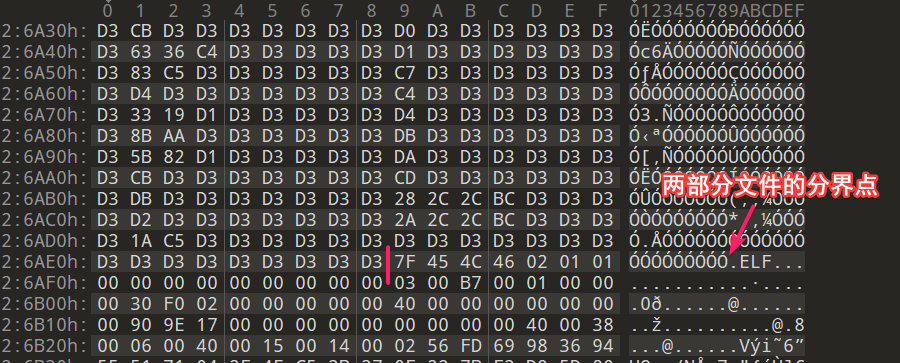 0 1 2 3 4 5 6 7 8 9 A B C D E F 0123456789ABCDEF
2:6A30h: D3 CB D3 D3 D3 D3 D3 D3 D3 D0 D3 D3 D3 D3 D3 D3 ÓËÓÓÓÓÓÓÓÐÓÓÓÓÓÓ
2:6A40h: D3 63 36 C4 D3 D3 D3 D3 D3 D1 D3 D3 D3 D3 D3 D3 Óc6ÄÓÓÓÓÓÑÓÓÓÓÓÓ
2:6A50h: D3 83 C5 D3 D3 D3 D3 D3 D3 C7 D3 D3 D3 D3 D3 D3 ÓƒÅÓÓÓÓÓÓÇÓÓÓÓÓÓ
2:6A60h: D3 D4 D3 D3 D3 D3 D3 D3 D3 C4 D3 D3 D3 D3 D3 D3 ÓÔÓÓÓÓÓÓÓÄÓÓÓÓÓÓ
2:6A70h: D3 33 19 D1 D3 D3 D3 D3 D3 D4 D3 D3 D3 D3 D3 D3 Ó3.ÑÓÓÓÓÓÔÓÓÓÓÓÓ
2:6A80h: D3 8B AA D3 D3 D3 D3 D3 D3 DB D3 D3 D3 D3 D3 D3 Ó‹ªÓÓÓÓÓÓÛÓÓÓÓÓÓ
2:6A90h: D3 5B 82 D1 D3 D3 D3 D3 D3 DA D3 D3 D3 D3 D3 D3 Ó[‚ÑÓÓÓÓÓÚÓÓÓÓÓÓ
2:6AA0h: D3 CB D3 D3 D3 D3 D3 D3 D3 CD D3 D3 D3 D3 D3 D3
两部分文件的分界点
2:6AB0h: D3 DB D3 D3 D3 D3 D3 D3 D3 28 2C 2C BC D3 D3 D3 ÓÛÓÓÓÓÓÓÓ(,,¼ÓÓÓ
2:6AC0h: D3 D2 D3 D3 D3 D3 D3 D3 D3 2A 2C 2C BC D3 D3 D3 ÓÒÓÓÓÓÓÓÓ*,,¼ÓÓÓ
2:6AD0h: D3 1A C5 D3 D3 D3 D3 D3 D3 D3 D3 D3 D3 D3 D3 D3 Ó.ÅÓÓÓÓÓÓÓÓÓÓÓÓÓ
2:6AE0h: D3 D3 D3 D3 D3 D3 D3 D3 D3 7F 45 4C 46 02 01 01 ÓÓÓÓÓÓÓÓÓ.ELF...
2:6AF0h: 00 00 00 00 00 00 00 00 00 03 00 B7 00 01 00 00 ...........·....
2:6B00h: 00 30 F0 02 00 00 00 00 00 40 00 00 00 00 00 00 .0ð......@......
2:6B10h: 00 90 9E 17 00 00 00 00 00 00 00 00 00 40 00 38 ..ž..........@.8
2:6B20h: 00 06 00 40 00 15 00 14 00 02 56 FD 69 98 36 94 ...@......Výi˜6”